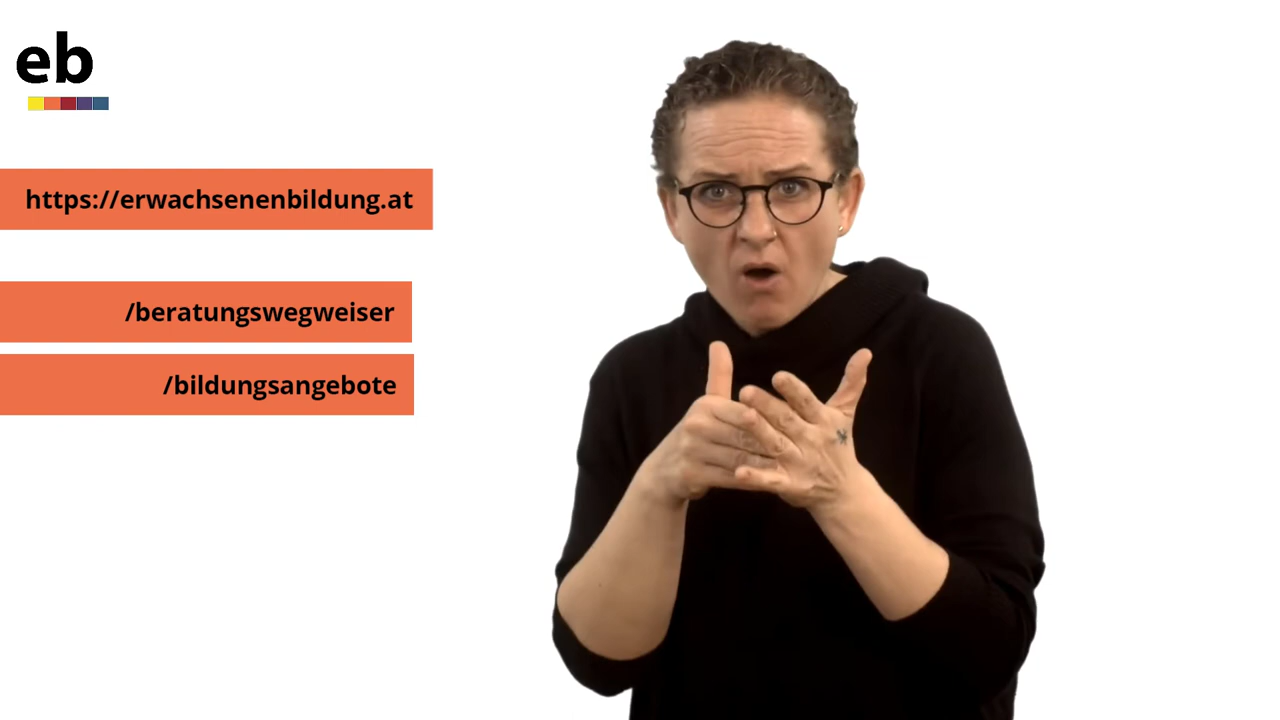 eb
https://erwachsenenbildung.at
/beratungswegweiser
/bildungsangebote